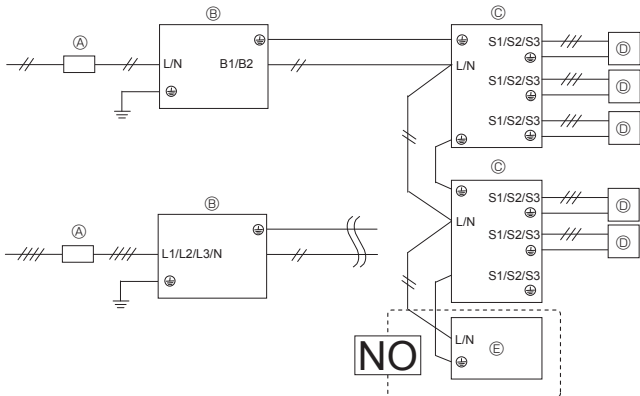 Ⓑ
Ⓒ
Ⓐ
L/N
B1/B2
S1/S2/S3
Ⓓ
L/N
S1/S2/S3
Ⓓ
S1/S2/S3
Ⓓ
Ⓒ
Ⓑ
S1/S2/S3
Ⓓ
Ⓐ
L1/L2/L3/N
L/N
S1/S2/S3
Ⓓ
S1/S2/S3
NO
L/N
Ⓔ